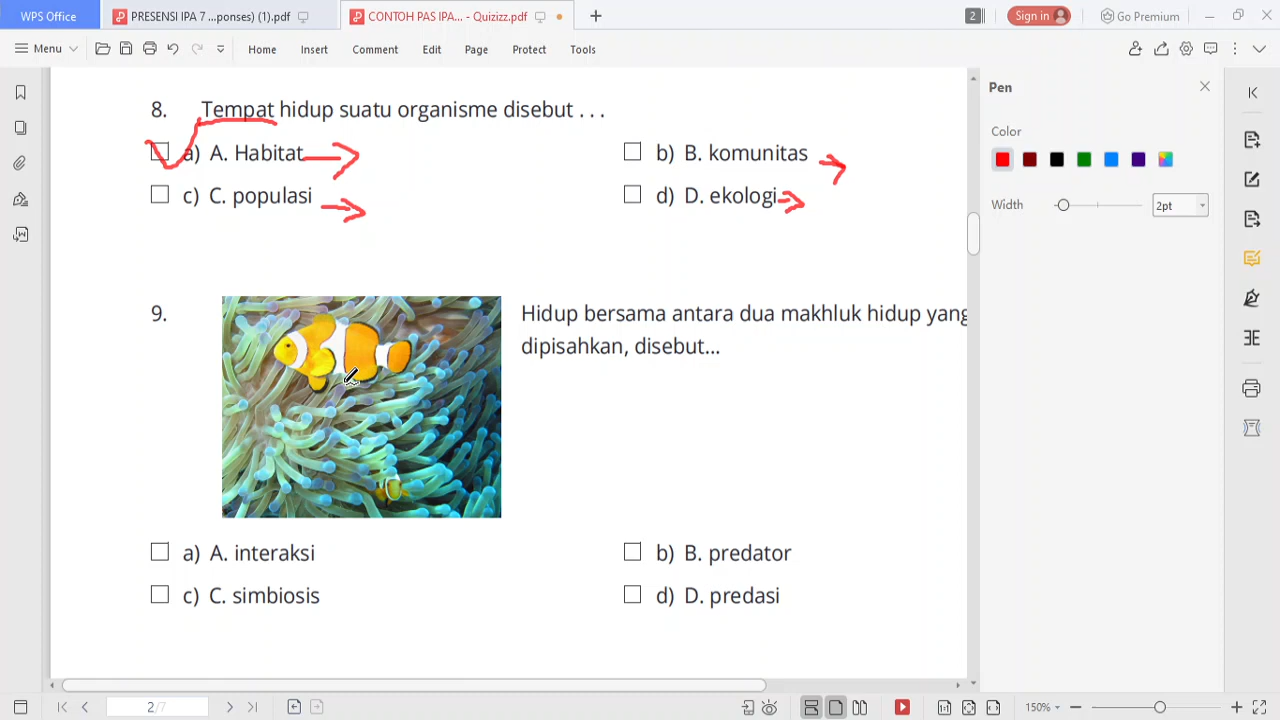 WPS Office
PRESENSI IPA 7 ...ponses) (1).pdf
CONTOH PAS IPA... - Quizizz.pdf
2
Sign in
Go Premium
Menu
Home
Insert
Comment
Edit
Page
Protect
Tools
8. Tempat hidup suatu organisme disebut . . .
a) A. Habitat
b) B. komunitas
c) C. populasi
d) D. ekologi
9.
Hidup bersama antara dua makhluk hidup yang
dipisahkan, disebut...
a) A. interaksi
b) B. predator
c) C. simbiosis
d) D. predasi
Pen
Color
Width
2pt
2/7
150%